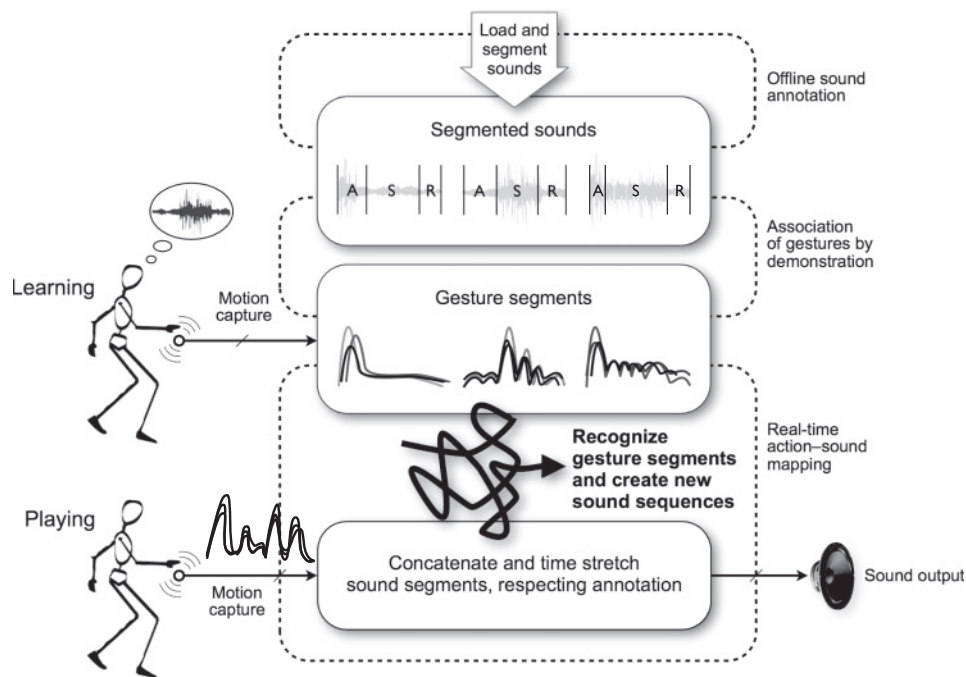 Load and
segment
sounds
Offline sound
annotation
Segmented sounds
A S R A S R A S R
Association
of gestures by
demonstration
Learning
Motion
capture
Gesture segments
Real-time
action–sound
mapping
Recognize
gesture segments
and create new
sound sequences
Playing
Motion
capture
Concatenate and time stretch
sound segments, respecting annotation
Sound output